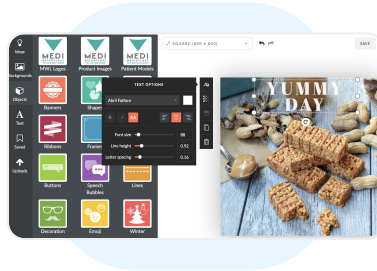 Ideas
Backgrounds
Objects
Text
Saved
Uploads
MEDI
MEDI
MEDI
MWL Logos
Product Images
Patient Models
Banners
Shapes
Ribbons
Frames
Buttons
Speech Bubbles
Lines
Decoration
Emoji
Winter
SQUARE (800 × 800)
SAVE
TEXT OPTIONS
Abril Fatface
B
I
AA
Font size
88
Line height
0.92
Letter spacing
0.16
YUMMY
DAY